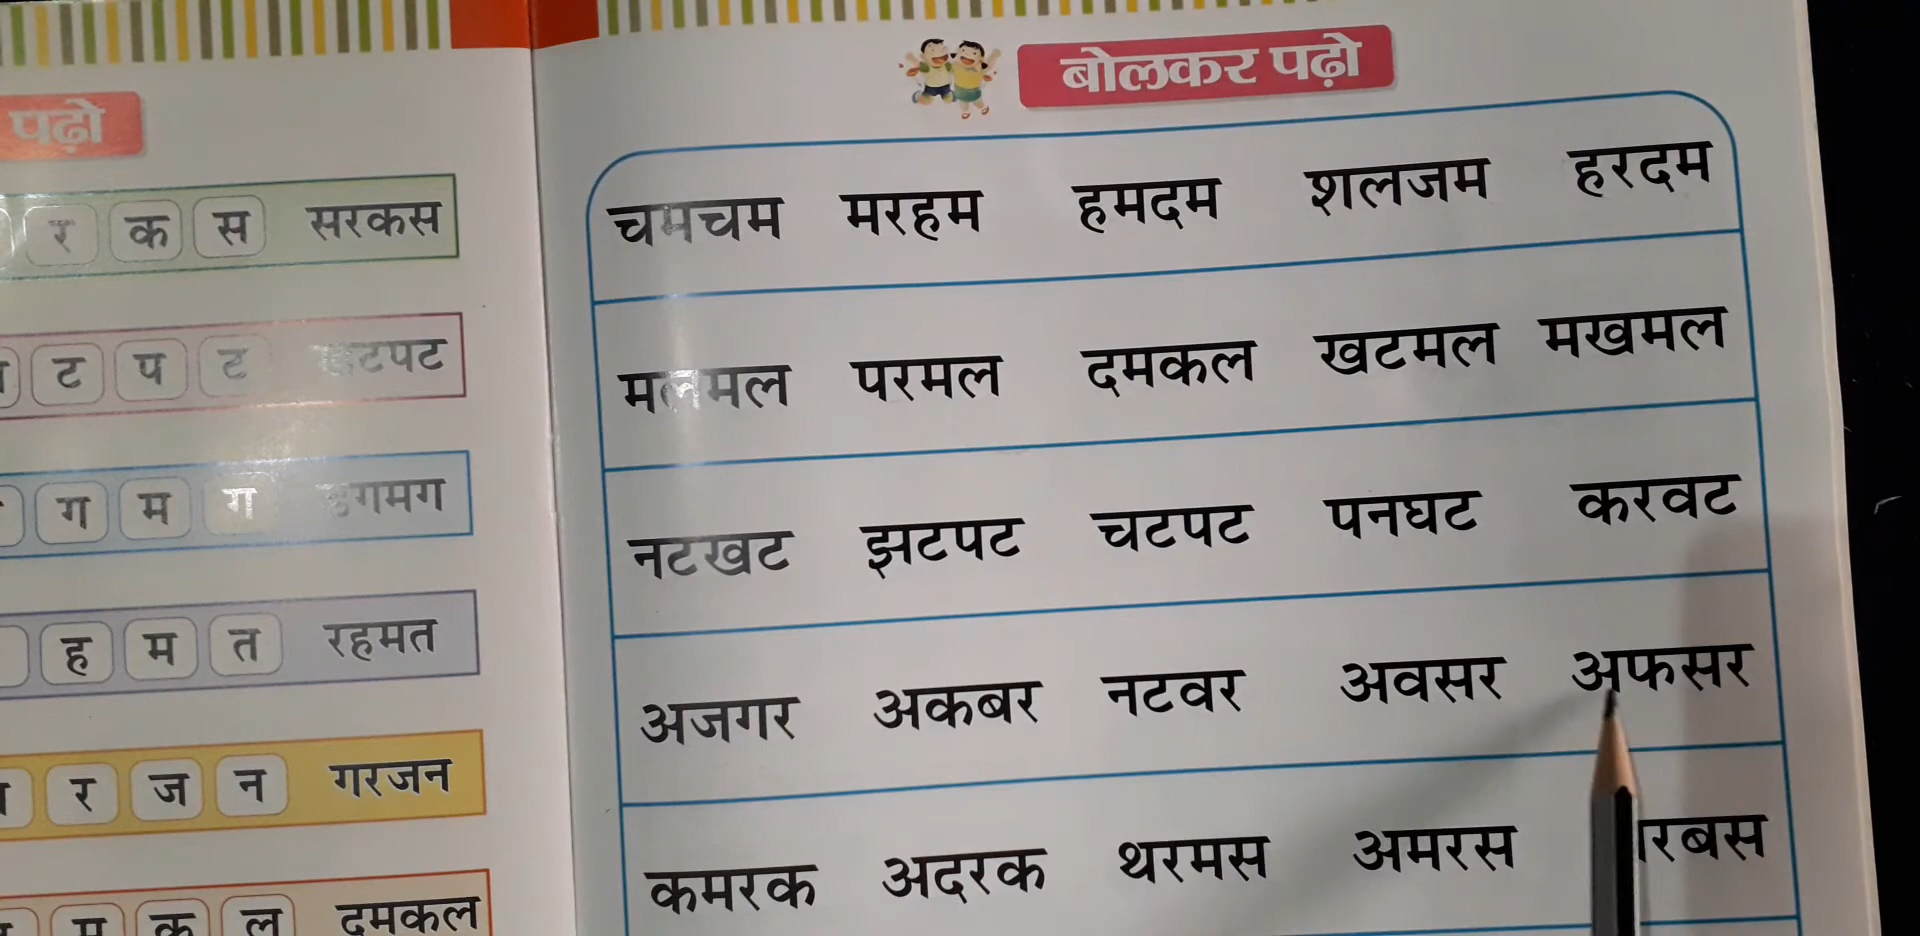 पढ़ो
र क स सरकस
ट प ट
ग म ग
ह म त रहमत
र ज न गरजन
म क ल दमकल
बोलकर पढ़ो
चमचम मरहम हमदम शलजम हरदम
मलमल परमल दमकल खटमल मखमल
नटखट झटपट चटपट पनघट करवट
अजगर अकबर नटवर अवसर अफसर
कमरक अदरक थरमस अमरस